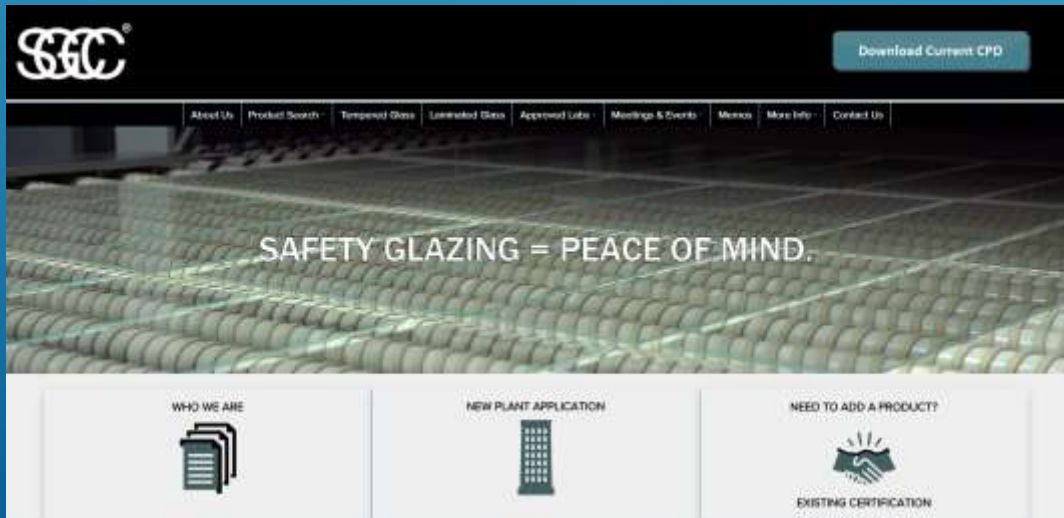 SGCC®
Download Current CPD
About Us Product Search Tempered Glass Laminated Glass Approved Labs Meetings & Events Memos More Info Contact Us
SAFETY GLAZING = PEACE OF MIND.
WHO WE ARE
NEW PLANT APPLICATION
NEED TO ADD A PRODUCT?
EXISTING CERTIFICATION